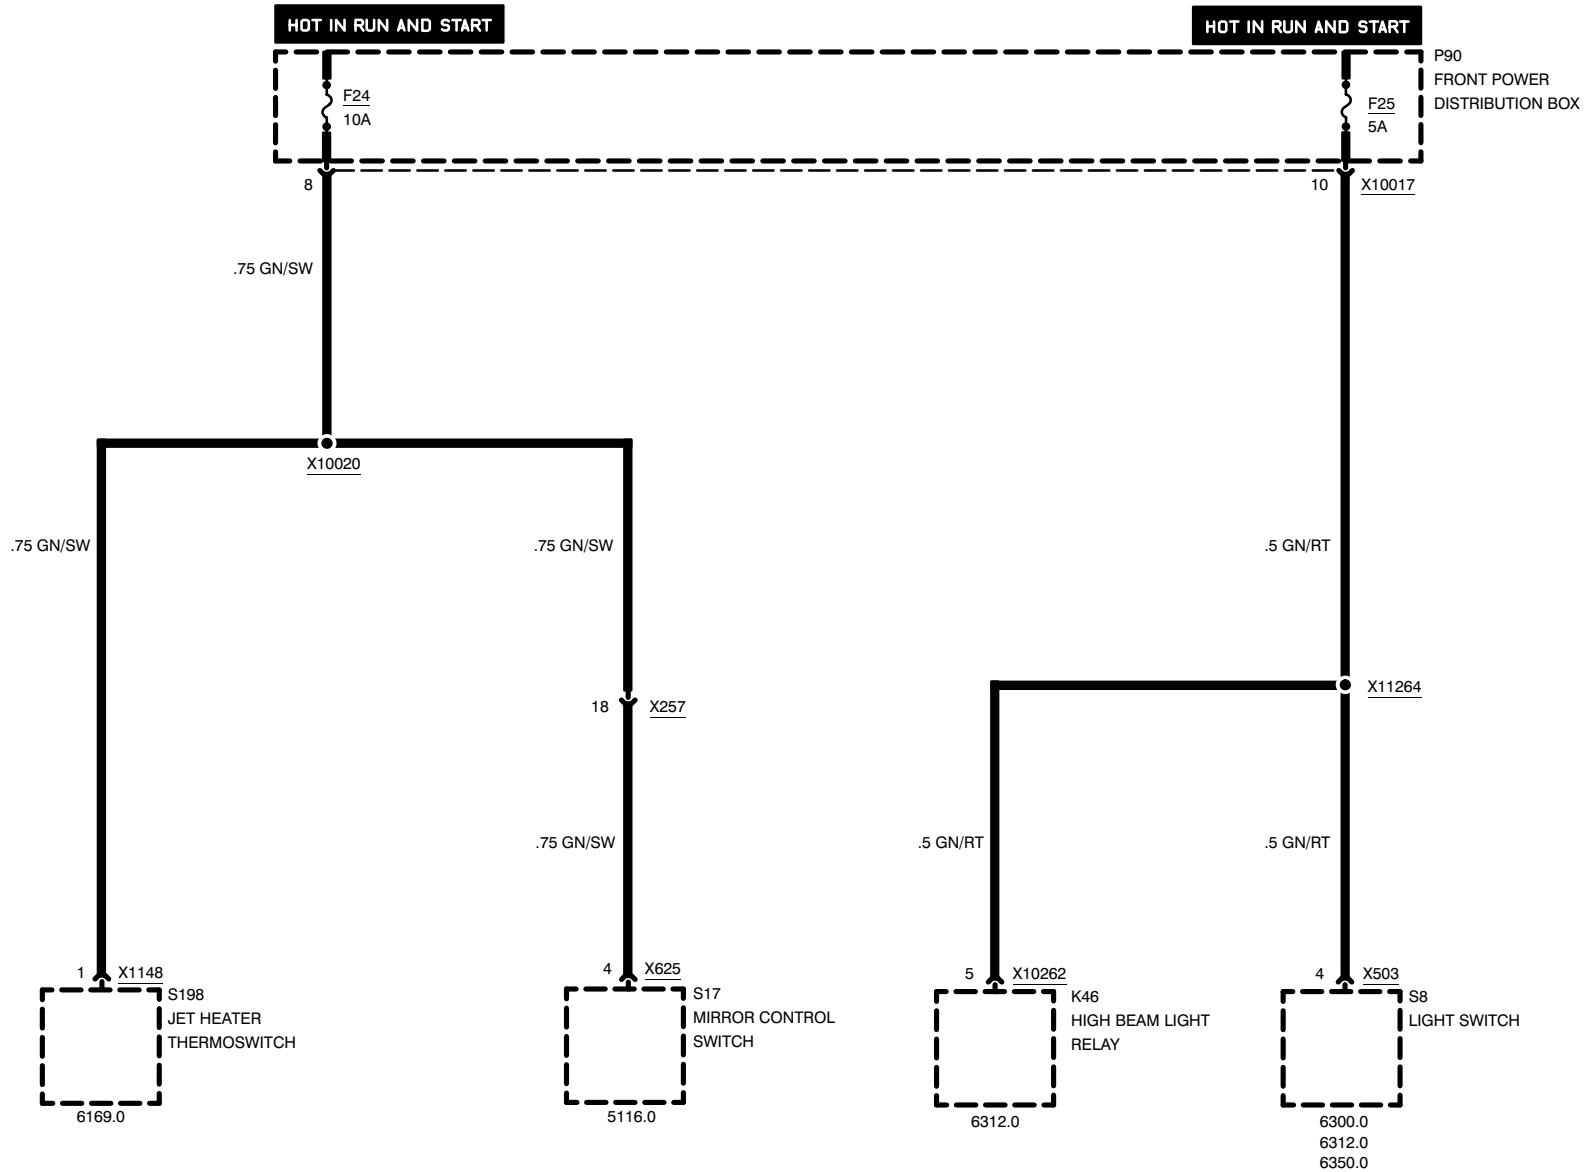 HOT IN RUN AND START
HOT IN RUN AND START
P90
FRONT POWER
DISTRIBUTION BOX
F24
10A
F25
5A
8
10
X10017
.75 GN/SW
X10020
.75 GN/SW
.75 GN/SW
.5 GN/RT
X11264
18
X257
.75 GN/SW
.5 GN/RT
.5 GN/RT
1
X1148
S198
JET HEATER
THERMOSWITCH
6169.0
4
X625
S17
MIRROR CONTROL
SWITCH
5116.0
5
X10262
K46
HIGH BEAM LIGHT
RELAY
6312.0
4
X503
S8
LIGHT SWITCH
6300.0
6312.0
6350.0